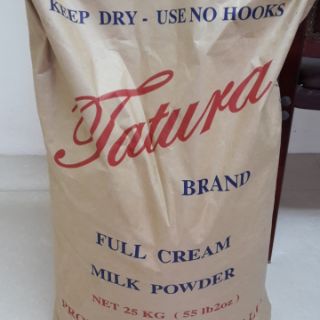 KEEP DRY - USE NO HOOKS
Tatura
BRAND
FULL CREAM
MILK POWDER
NET 25 KG ( 55 lb2oz )